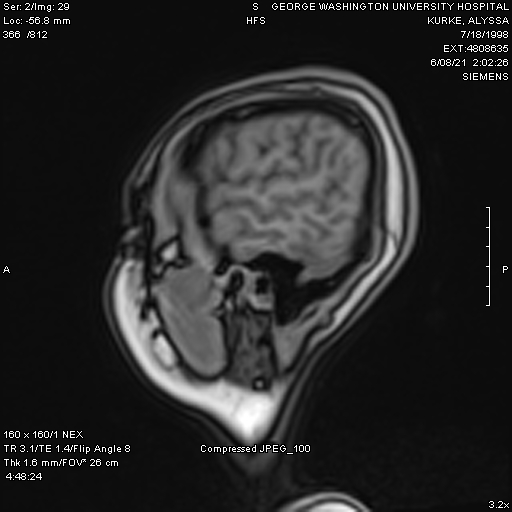 Ser: 2/Img: 29
Loc: -56.8 mm
366 /812
S
HFS
GEORGE WASHINGTON UNIVERSITY HOSPITAL
KURKE, ALYSSA
7/18/1998
EXT:4808635
6/08/21 2:02:26
SIEMENS
A
P
160 x 160/1 NEX
TR 3.1/TE 1.4/Flip Angle 8
Thk 1.6 mm/FOV* 26 cm
4:48:24
Compressed JPEG_100
3.2x